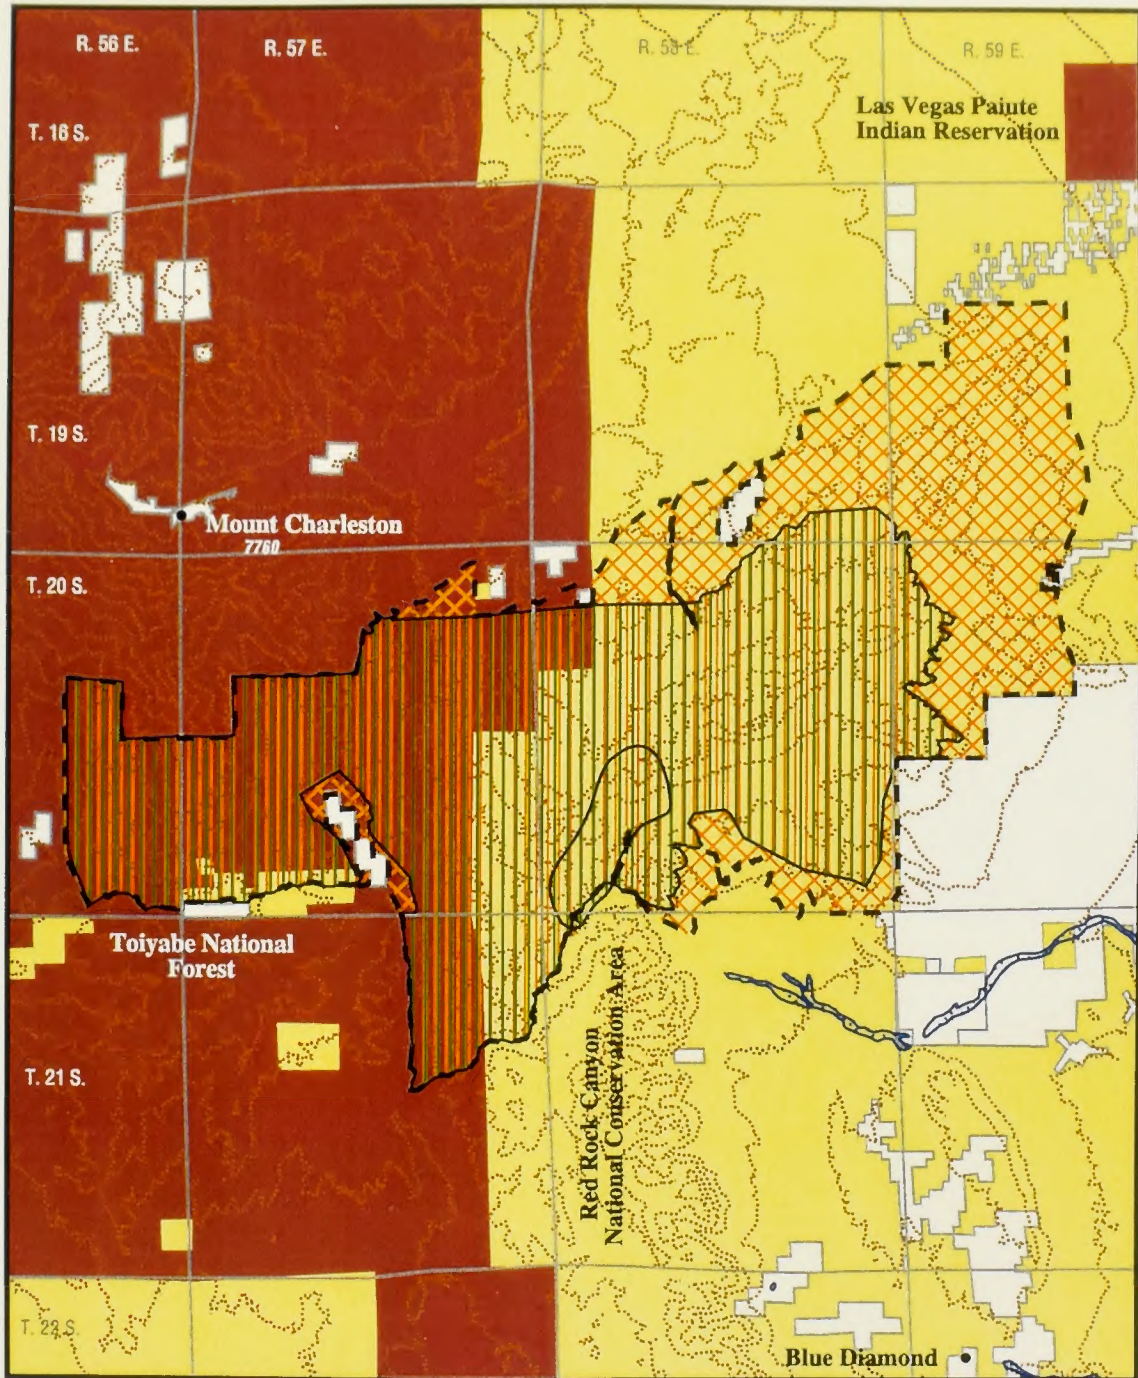 R. 56 E.
R. 57 E.
R. 58 E.
R. 59 E.
Las Vegas Paiute
Indian Reservation
T. 18 S.
T. 19 S.
Mount Charleston
7760
T. 20 S.
Toiyabe National
Forest
Red Rock Canyon
National Conservation Area
T. 21 S.
T. 22 S.
Blue Diamond